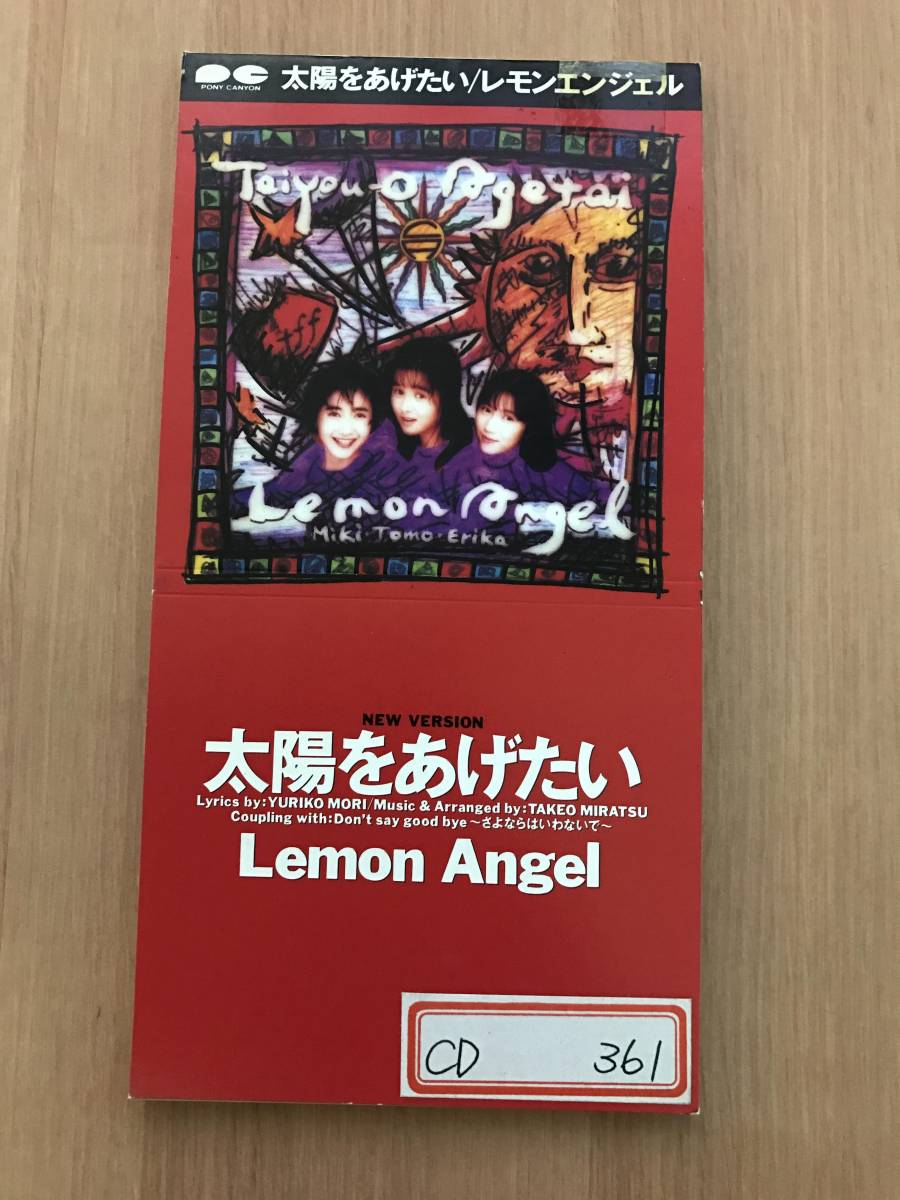 PONY CANYON
太陽をあげたい/レモンエンジェル
Taiyou-o Agetai
tff
Lemon Angel
Miki・Tomo・Erika
NEW VERSION
太陽をあげたい
Lyrics by:YURIKO MORI/Music & Arranged by:TAKEO MIRATSU
Coupling with:Don't say good bye～さよならはいわないで～
Lemon Angel
CD 361